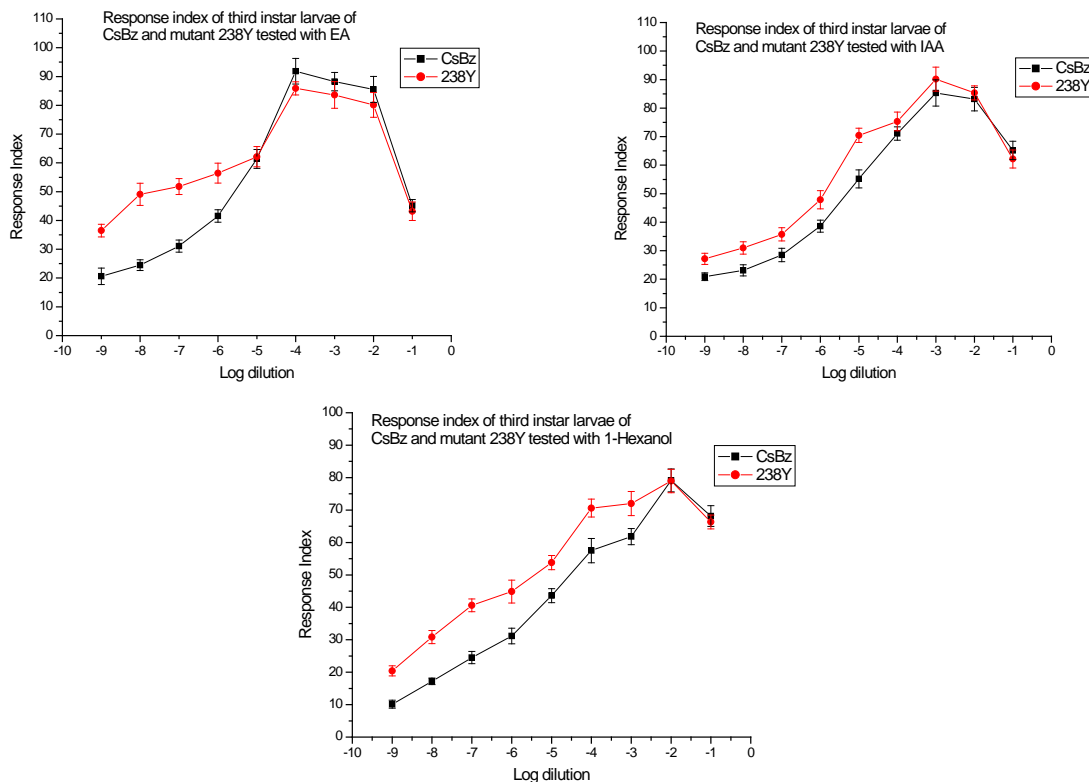 Response index of third instar larvae of
CsBz and mutant 238Y tested with EA
CsBz
238Y
Response Index
110
100
90
80
70
60
50
40
30
20
10
0
-10 -9 -8 -7 -6 -5 -4 -3 -2 -1 0
Log dilution
Response index of third instar larvae of
CsBz and mutant 238Y tested with IAA
CsBz
238Y
Response Index
110
100
90
80
70
60
50
40
30
20
10
0
-10 -9 -8 -7 -6 -5 -4 -3 -2 -1 0
Log dilution
Response index of third instar larvae of
CsBz and mutant 238Y tested with 1-Hexanol
CsBz
238Y
Response Index
100
90
80
70
60
50
40
30
20
10
0
-10 -9 -8 -7 -6 -5 -4 -3 -2 -1 0
Log dilution